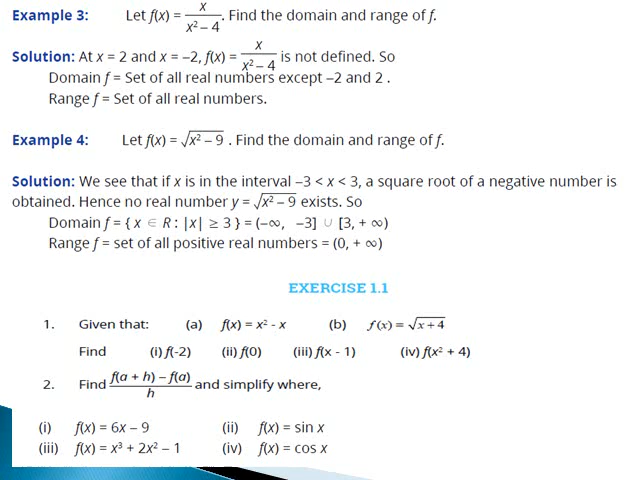 Example 3: Let f(x) = x / (x² – 4). Find the domain and range of f.
Solution: At x = 2 and x = –2, f(x) = x / (x² – 4) is not defined. So
Domain f = Set of all real numbers except –2 and 2 .
Range f = Set of all real numbers.
Example 4: Let f(x) = √(x² – 9) . Find the domain and range of f.
Solution: We see that if x is in the interval –3 < x < 3, a square root of a negative number is
obtained. Hence no real number y = √(x² – 9) exists. So
Domain f = { x ∈ R : |x| ≥ 3 } = (–∞, –3] ∪ [3, + ∞)
Range f = set of all positive real numbers = (0, + ∞)
EXERCISE 1.1
1. Given that: (a) f(x) = x² - x (b) f(x) = √(x + 4)
Find (i) f(-2) (ii) f(0) (iii) f(x - 1) (iv) f(x² + 4)
2. Find (f(a + h) – f(a)) / h and simplify where,
(i) f(x) = 6x – 9 (ii) f(x) = sin x
(iii) f(x) = x³ + 2x² – 1 (iv) f(x) = cos x